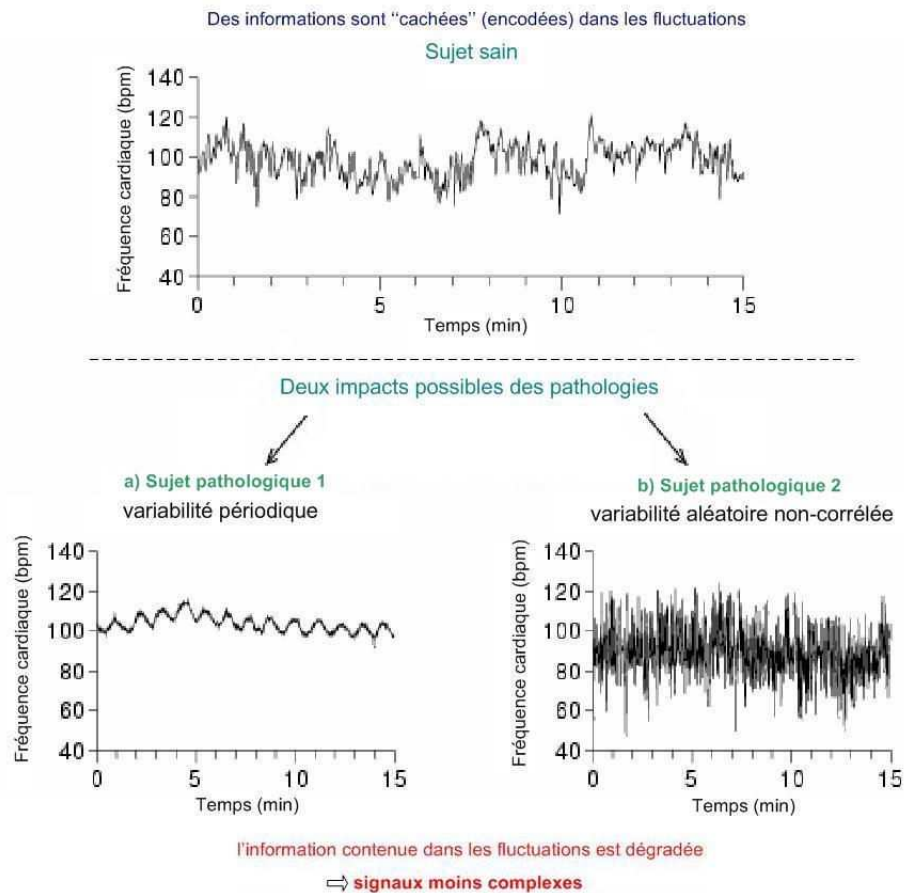 Des informations sont "cachées" (encodées) dans les fluctuations
Sujet sain
Fréquence cardiaque (bpm)
140
120
100
80
60
40
0
5
10
15
Temps (min)
Deux impacts possibles des pathologies
a) Sujet pathologique 1
variabilité périodique
Fréquence cardiaque (bpm)
140
120
100
80
60
40
0
5
10
15
Temps (min)
b) Sujet pathologique 2
variabilité aléatoire non-corrélée
Fréquence cardiaque (bpm)
140
120
100
80
60
40
0
5
10
15
Temps (min)
l'information contenue dans les fluctuations est dégradée
⇨ signaux moins complexes